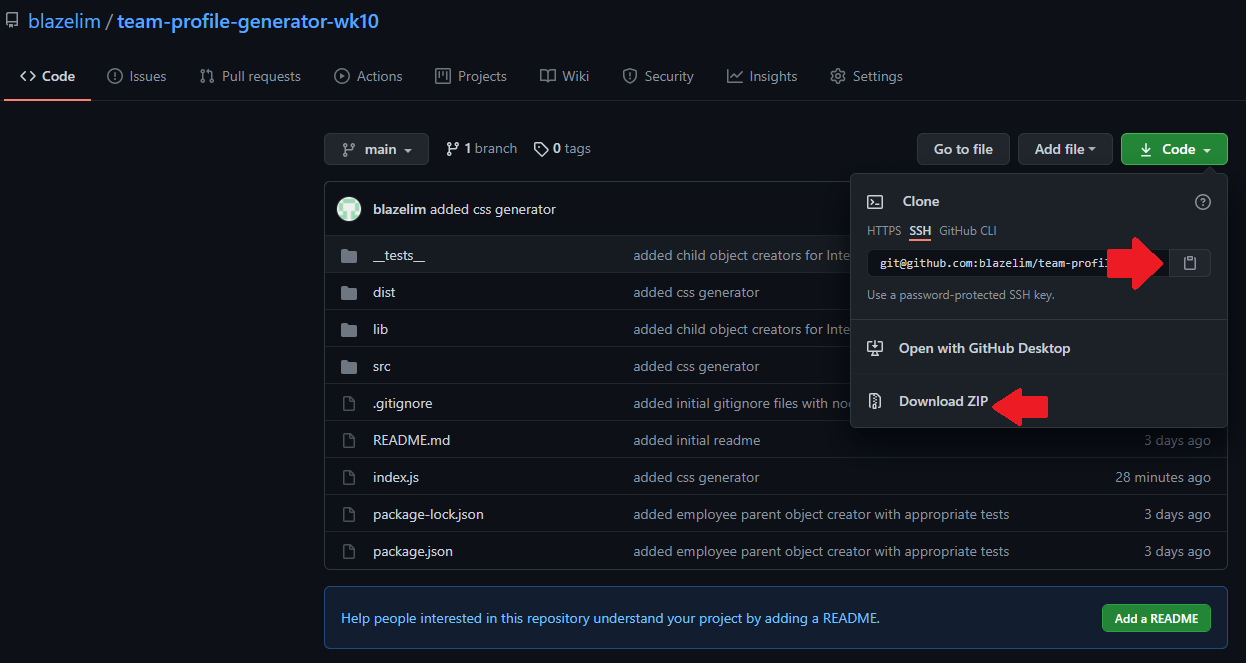 blazelim / team-profile-generator-wk10
Code Issues Pull requests Actions Projects Wiki Security Insights Settings
main 1 branch 0 tags Go to file Add file Code
blazelim added css generator
Clone
HTTPS SSH GitHub CLI
git@github.com:blazelim/team-profil
Use a password-protected SSH key.
Open with GitHub Desktop
Download ZIP
__tests__ added child object creators for Inte
dist added css generator
lib added child object creators for Inte
src added css generator
.gitignore added initial gitignore files with noc
README.md added initial readme 3 days ago
index.js added css generator 28 minutes ago
package-lock.json added employee parent object creator with appropriate tests 3 days ago
package.json added employee parent object creator with appropriate tests 3 days ago
Help people interested in this repository understand your project by adding a README. Add a README